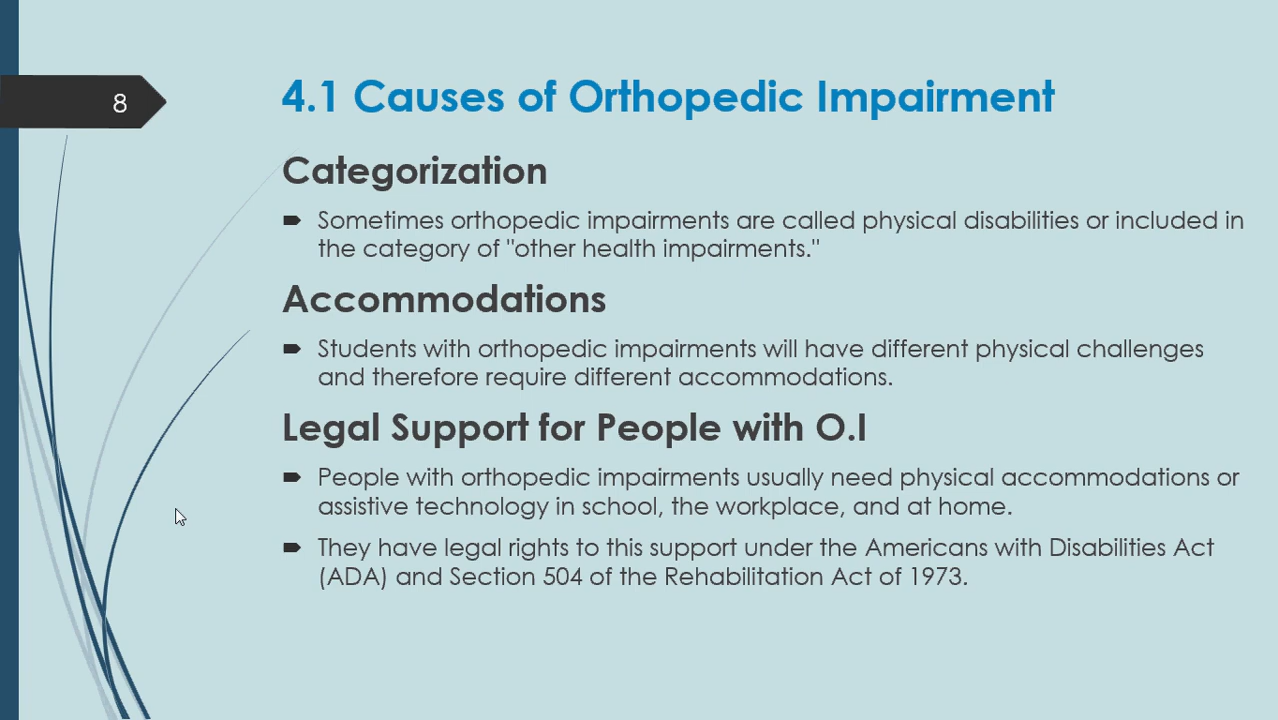 8
4.1 Causes of Orthopedic Impairment
Categorization
Sometimes orthopedic impairments are called physical disabilities or included in
the category of "other health impairments."
Accommodations
Students with orthopedic impairments will have different physical challenges
and therefore require different accommodations.
Legal Support for People with O.I
People with orthopedic impairments usually need physical accommodations or
assistive technology in school, the workplace, and at home.
They have legal rights to this support under the Americans with Disabilities Act
(ADA) and Section 504 of the Rehabilitation Act of 1973.